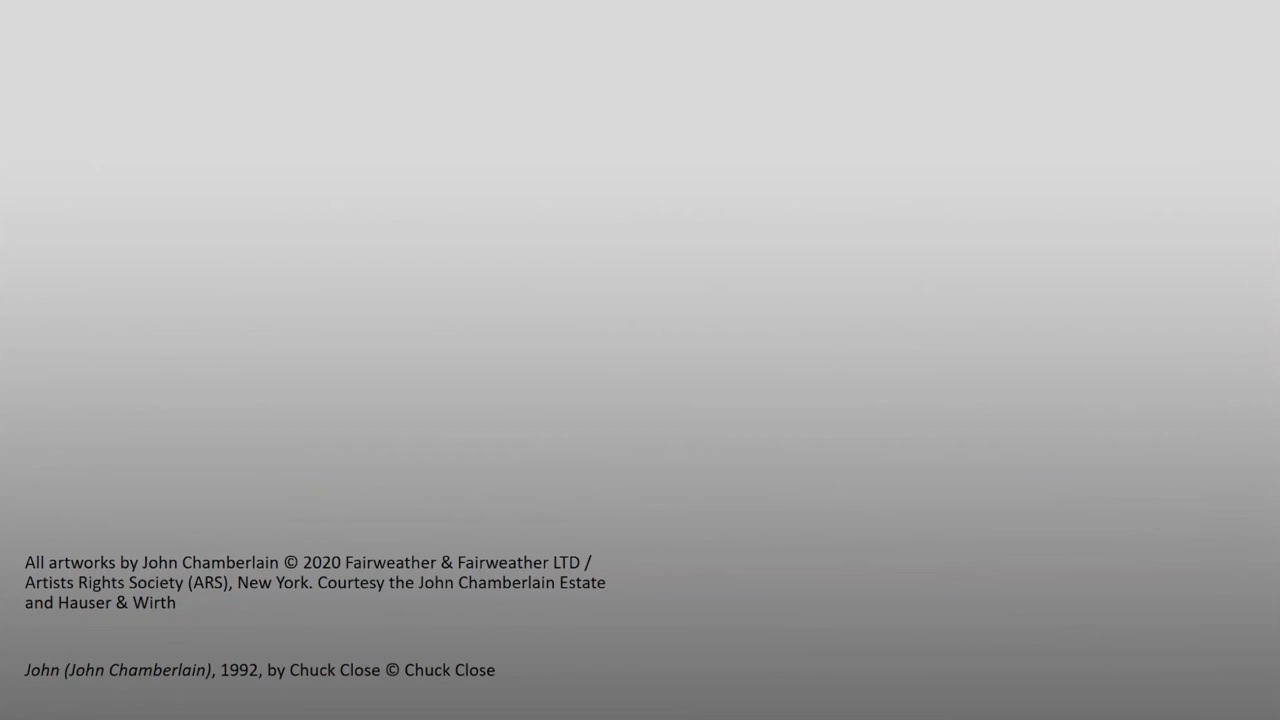 All artworks by John Chamberlain © 2020 Fairweather & Fairweather LTD /
Artists Rights Society (ARS), New York. Courtesy the John Chamberlain Estate
and Hauser & Wirth
John (John Chamberlain), 1992, by Chuck Close © Chuck Close